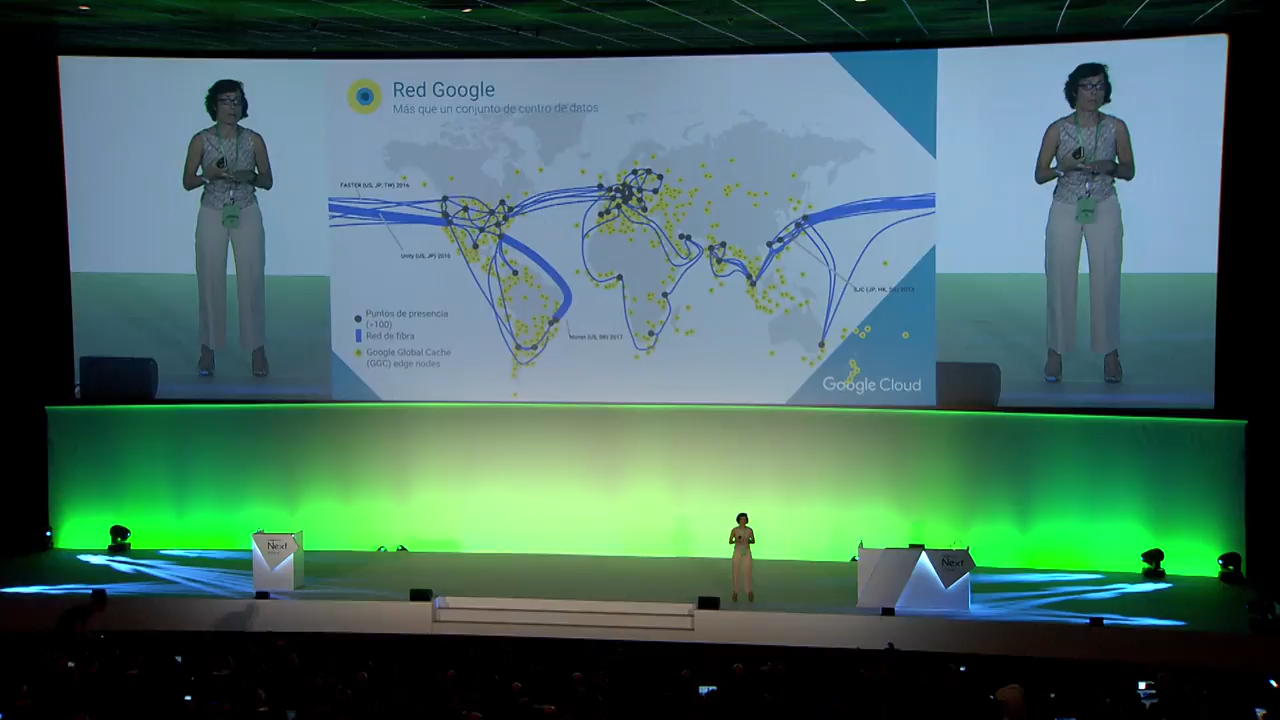 Red Google
Más que un conjunto de centro de datos
FASTER (US, JP, TW) 2016
Unity (US, JP) 2010
SJC (JP, HK, SG) 2013
Monet (US, BR) 2017
Puntos de presencia
(>100)
Red de fibra
Google Global Cache
(GGC) edge nodes
Google Cloud
Next
Next